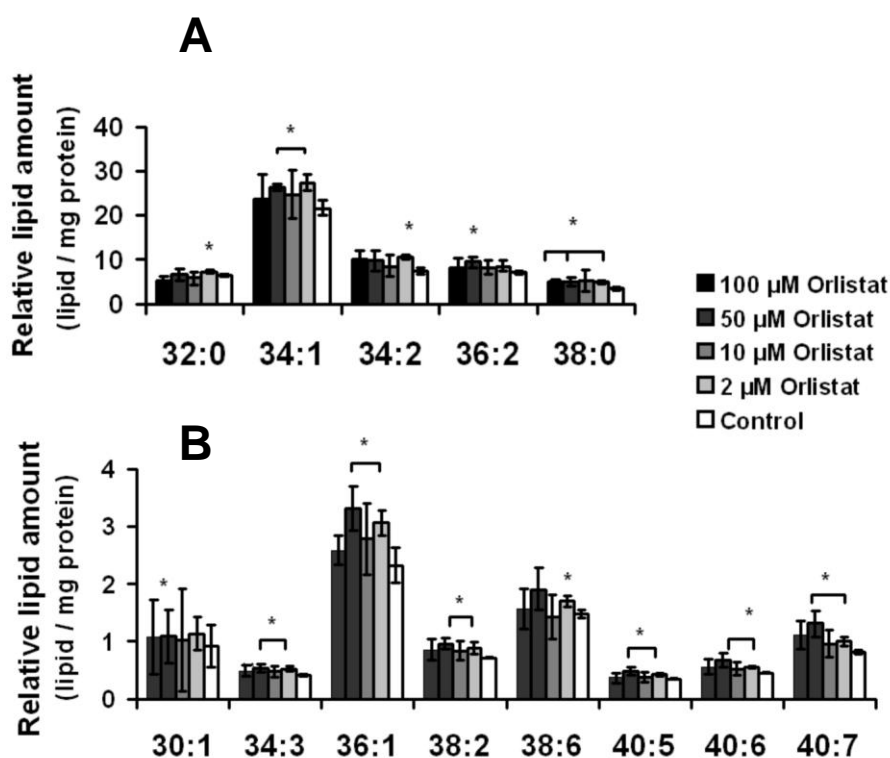 A
Relative lipid amount
(lipid / mg protein)
40
30
20
10
0
*
*
*
*
*
32:0 34:1 34:2 36:2 38:0
100 µM Orlistat
50 µM Orlistat
10 µM Orlistat
2 µM Orlistat
Control
B
Relative lipid amount
(lipid / mg protein)
4
3
2
1
0
*
*
*
*
*
*
*
*
30:1 34:3 36:1 38:2 38:6 40:5 40:6 40:7